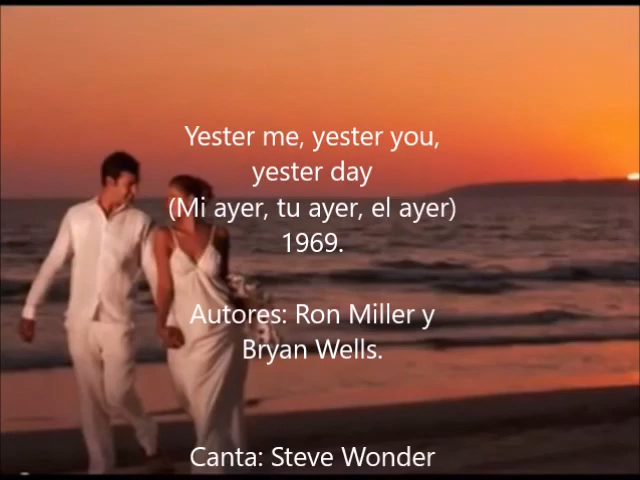 Yester me, yester you,
yester day
(Mi ayer, tu ayer, el ayer)
1969.
Autores: Ron Miller y
Bryan Wells.
Canta: Steve Wonder